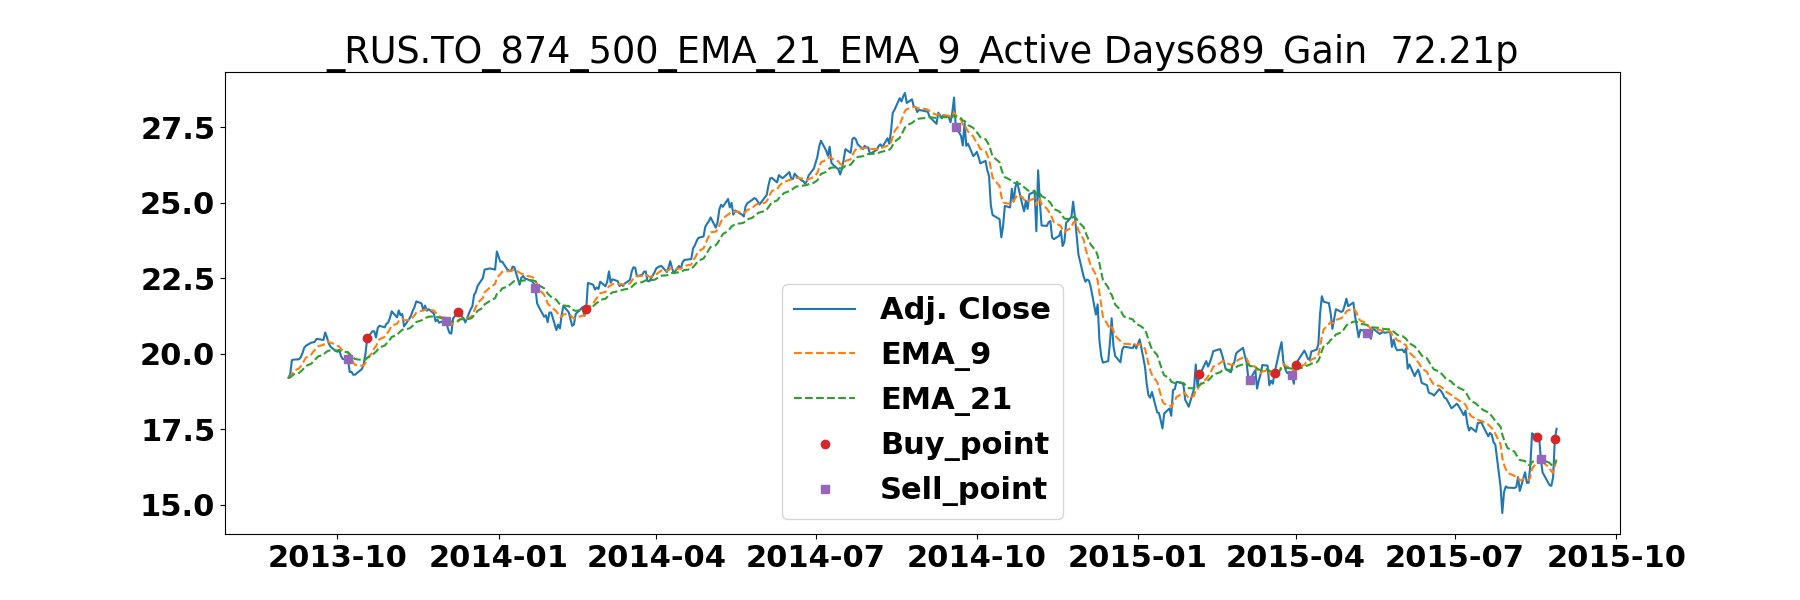 _RUS.TO_874_500_EMA_21_EMA_9_Active Days689_Gain  72.21p
27.5
25.0
22.5
20.0
17.5
15.0
Adj. Close
EMA_9
EMA_21
Buy_point
Sell_point
2013-10 2014-01 2014-04 2014-07 2014-10 2015-01 2015-04 2015-07 2015-10